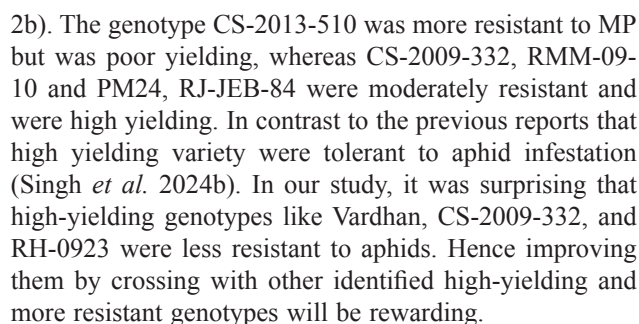 2b). The genotype CS-2013-510 was more resistant to MP
but was poor yielding, whereas CS-2009-332, RMM-09-
10 and PM24, RJ-JEB-84 were moderately resistant and
were high yielding. In contrast to the previous reports that
high yielding variety were tolerant to aphid infestation
(Singh et al. 2024b). In our study, it was surprising that
high-yielding genotypes like Vardhan, CS-2009-332, and
RH-0923 were less resistant to aphids. Hence improving
them by crossing with other identified high-yielding and
more resistant genotypes will be rewarding.